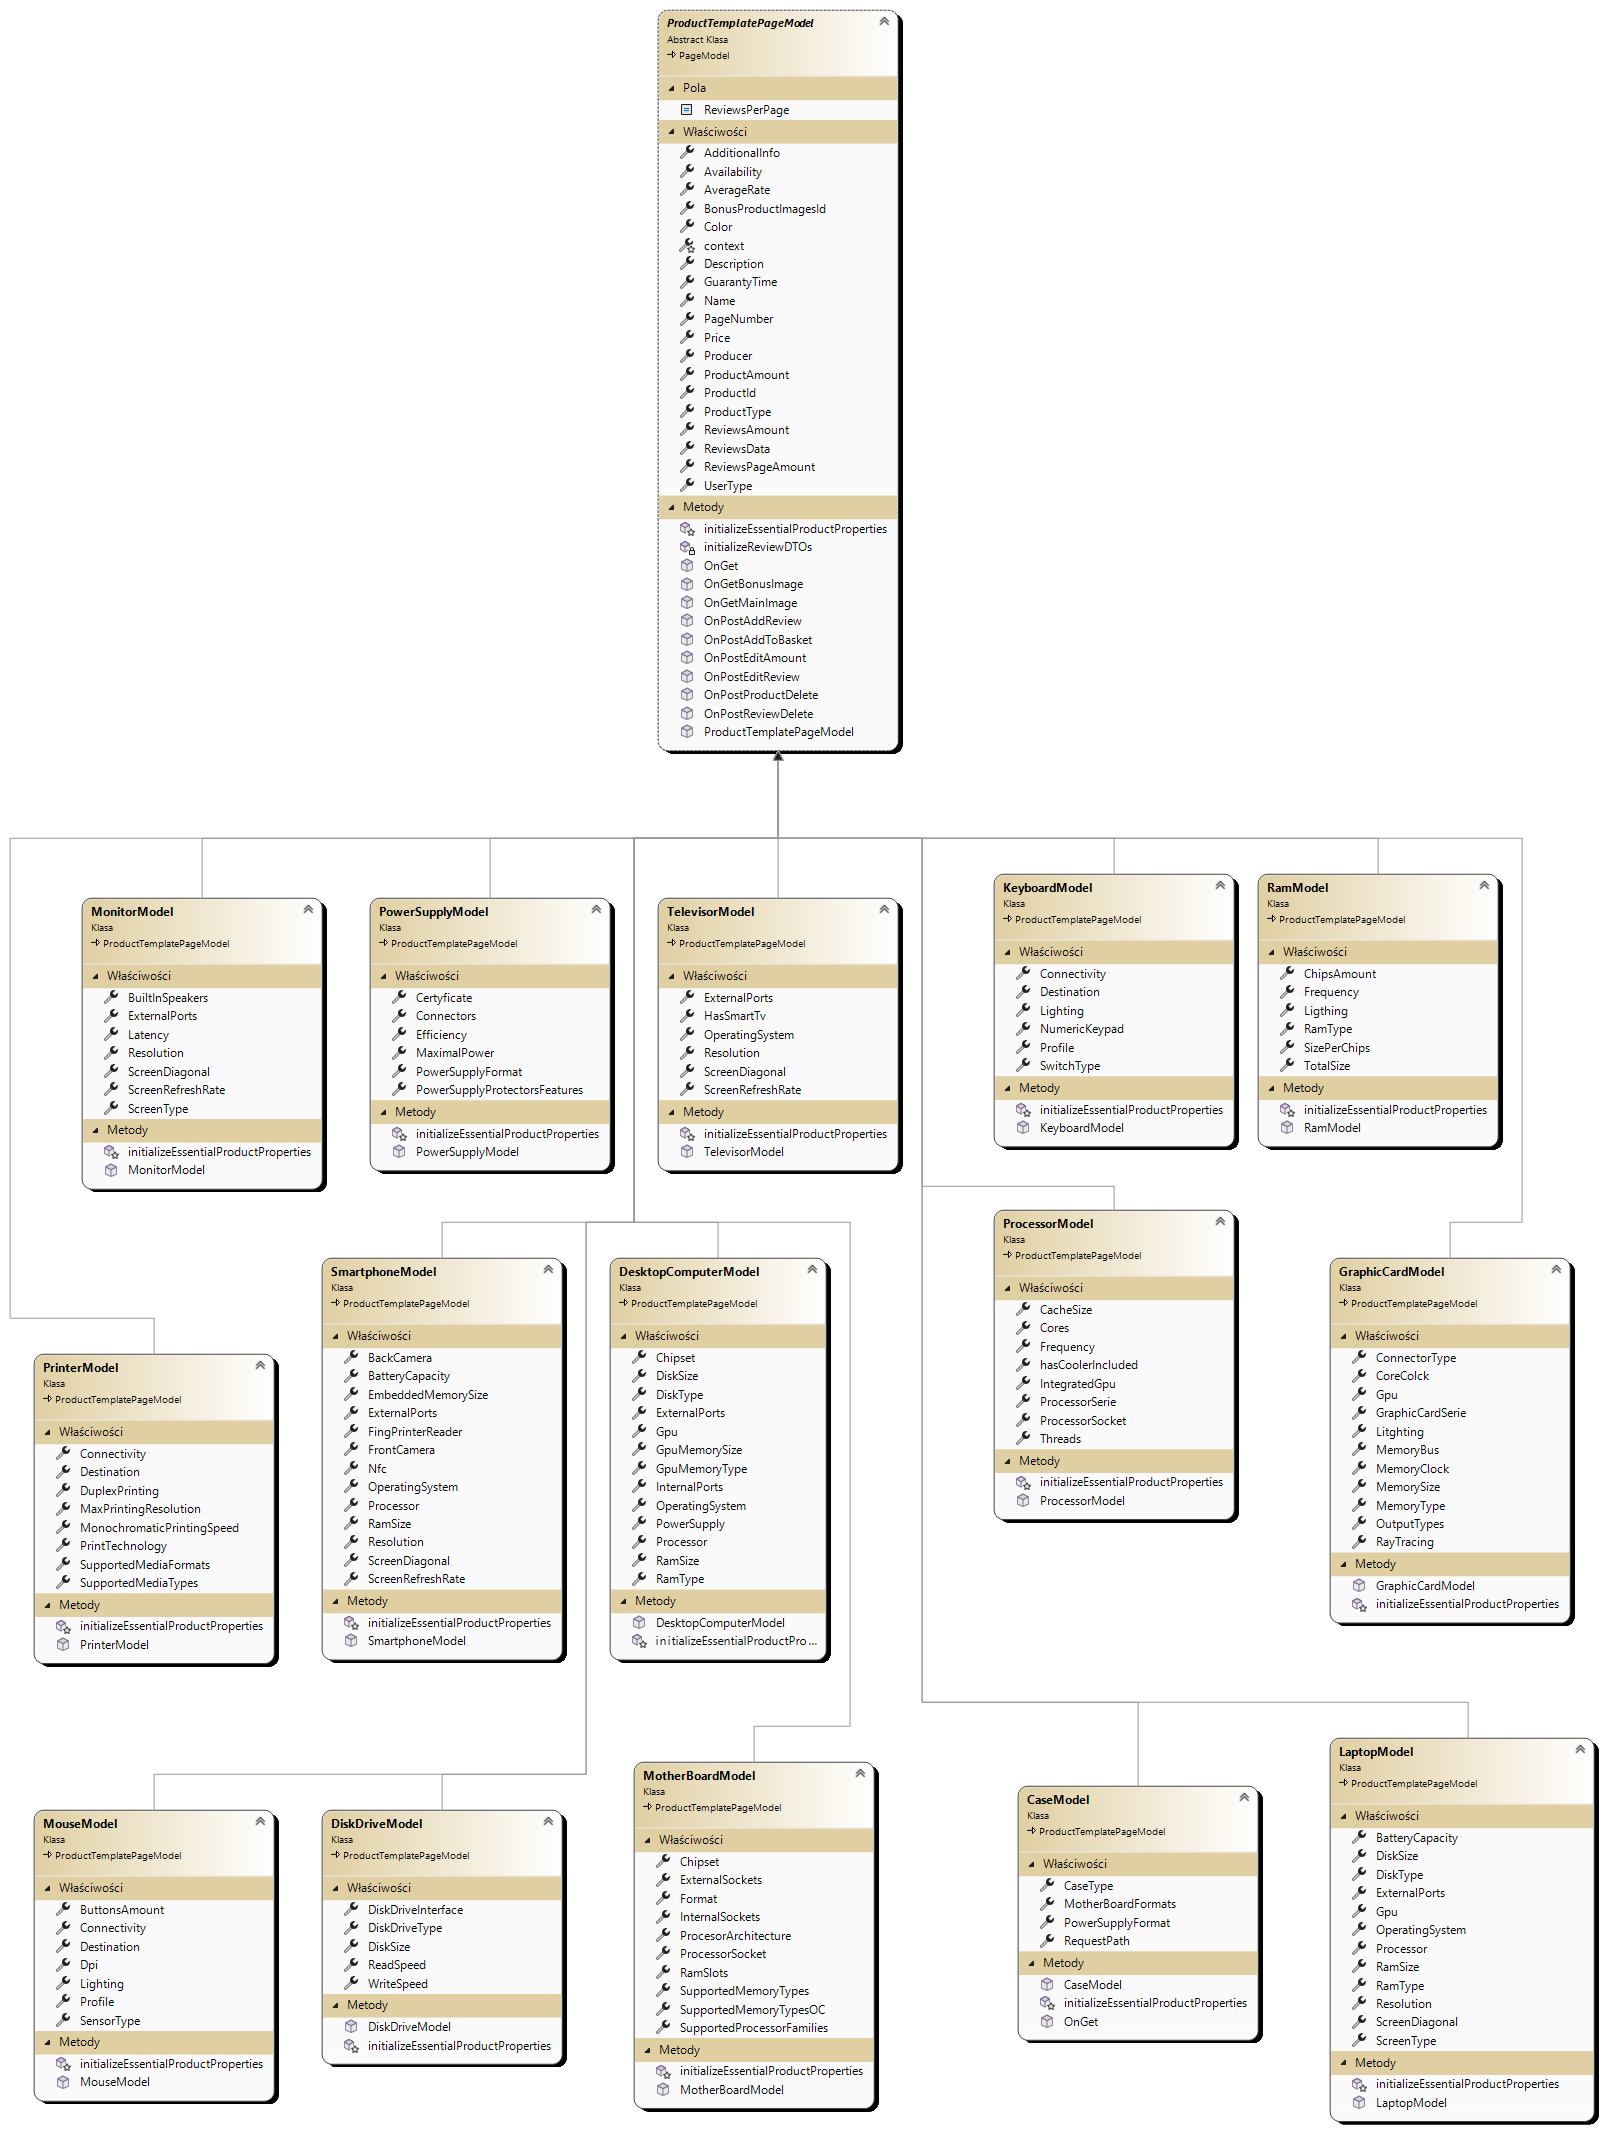 ProductTemplatePageModel
Abstract Klasa
PageModel
Pola
ReviewsPerPage
Właściwości
AdditionalInfo
Availability
AverageRate
BonusProductImagesId
Color
context
Description
GuarantyTime
Name
PageNumber
Price
Producer
ProductAmount
ProductId
ProductType
ReviewsAmount
ReviewsData
ReviewsPageAmount
UserType
Metody
initializeEssentialProductProperties
initializeReviewDTOs
OnGet
OnGetBonusImage
OnGetMainImage
OnPostAddReview
OnPostAddToBasket
OnPostEditAmount
OnPostEditReview
OnPostProductDelete
OnPostReviewDelete
ProductTemplatePageModel
MonitorModel
Klasa
ProductTemplatePageModel
Właściwości
BuiltInSpeakers
ExternalPorts
Latency
Resolution
ScreenDiagonal
ScreenRefreshRate
ScreenType
Metody
initializeEssentialProductProperties
MonitorModel
PowerSupplyModel
Klasa
ProductTemplatePageModel
Właściwości
Certyficate
Connectors
Efficiency
MaximalPower
PowerSupplyFormat
PowerSupplyProtectorsFeatures
Metody
initializeEssentialProductProperties
PowerSupplyModel
TelevisorModel
Klasa
ProductTemplatePageModel
Właściwości
ExternalPorts
HasSmartTv
OperatingSystem
Resolution
ScreenDiagonal
ScreenRefreshRate
Metody
initializeEssentialProductProperties
TelevisorModel
KeyboardModel
Klasa
ProductTemplatePageModel
Właściwości
Connectivity
Destination
Lighting
NumericKeypad
Profile
SwitchType
Metody
initializeEssentialProductProperties
KeyboardModel
RamModel
Klasa
ProductTemplatePageModel
Właściwości
ChipsAmount
Frequency
Ligthing
RamType
SizePerChips
TotalSize
Metody
initializeEssentialProductProperties
RamModel
PrinterModel
Klasa
ProductTemplatePageModel
Właściwości
Connectivity
Destination
DuplexPrinting
MaxPrintingResolution
MonochromaticPrintingSpeed
PrintTechnology
SupportedMediaFormats
SupportedMediaTypes
Metody
initializeEssentialProductProperties
PrinterModel
SmartphoneModel
Klasa
ProductTemplatePageModel
Właściwości
BackCamera
BatteryCapacity
EmbeddedMemorySize
ExternalPorts
FingPrinterReader
FrontCamera
Nfc
OperatingSystem
Processor
RamSize
Resolution
ScreenDiagonal
ScreenRefreshRate
Metody
initializeEssentialProductProperties
SmartphoneModel
DesktopComputerModel
Klasa
ProductTemplatePageModel
Właściwości
Chipset
DiskSize
DiskType
ExternalPorts
Gpu
GpuMemorySize
GpuMemoryType
InternalPorts
OperatingSystem
PowerSupply
Processor
RamSize
RamType
Metody
DesktopComputerModel
initializeEssentialProductPro...
ProcessorModel
Klasa
ProductTemplatePageModel
Właściwości
CacheSize
Cores
Frequency
hasCoolerIncluded
IntegratedGpu
ProcessorSerie
ProcessorSocket
Threads
Metody
initializeEssentialProductProperties
ProcessorModel
GraphicCardModel
Klasa
ProductTemplatePageModel
Właściwości
ConnectorType
CoreColck
Gpu
GraphicCardSerie
Litghting
MemoryBus
MemoryClock
MemorySize
MemoryType
OutputTypes
RayTracing
Metody
GraphicCardModel
initializeEssentialProductProperties
MouseModel
Klasa
ProductTemplatePageModel
Właściwości
ButtonsAmount
Connectivity
Destination
Dpi
Lighting
Profile
SensorType
Metody
initializeEssentialProductProperties
MouseModel
DiskDriveModel
Klasa
ProductTemplatePageModel
Właściwości
DiskDriveInterface
DiskDriveType
DiskSize
ReadSpeed
WriteSpeed
Metody
DiskDriveModel
initializeEssentialProductProperties
MotherBoardModel
Klasa
ProductTemplatePageModel
Właściwości
Chipset
ExternalSockets
Format
InternalSockets
ProcesorArchitecture
ProcessorSocket
RamSlots
SupportedMemoryTypes
SupportedMemoryTypesOC
SupportedProcessorFamilies
Metody
initializeEssentialProductProperties
MotherBoardModel
CaseModel
Klasa
ProductTemplatePageModel
Właściwości
CaseType
MotherBoardFormats
PowerSupplyFormat
RequestPath
Metody
CaseModel
initializeEssentialProductProperties
OnGet
LaptopModel
Klasa
ProductTemplatePageModel
Właściwości
BatteryCapacity
DiskSize
DiskType
ExternalPorts
Gpu
OperatingSystem
Processor
RamSize
RamType
Resolution
ScreenDiagonal
ScreenType
Metody
initializeEssentialProductProperties
LaptopModel